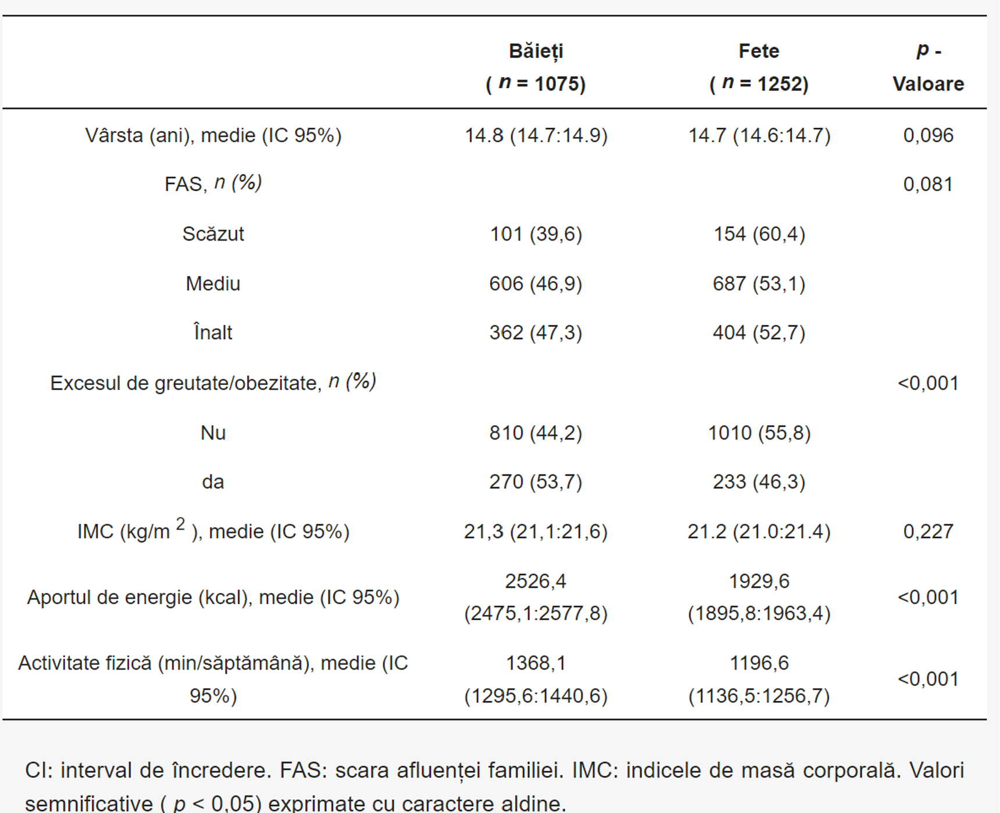 Băieți Fete p -
( n = 1075) ( n = 1252) Valoare
Vârsta (ani), medie (IC 95%) 14.8 (14.7:14.9) 14.7 (14.6:14.7) 0,096
FAS, n (%) 0,081
Scăzut 101 (39,6) 154 (60,4)
Mediu 606 (46,9) 687 (53,1)
Înalt 362 (47,3) 404 (52,7)
Excesul de greutate/obezitate, n (%) <0,001
Nu 810 (44,2) 1010 (55,8)
da 270 (53,7) 233 (46,3)
IMC (kg/m 2 ), medie (IC 95%) 21,3 (21,1:21,6) 21.2 (21.0:21.4) 0,227
Aportul de energie (kcal), medie (IC 95%) 2526,4 1929,6 <0,001
(2475,1:2577,8) (1895,8:1963,4)
Activitate fizică (min/săptămână), medie (IC 1368,1 1196,6 <0,001
95%) (1295,6:1440,6) (1136,5:1256,7)
CI: interval de încredere. FAS: scara afluenței familiei. IMC: indicele de masă corporală. Valori
semnificative ( p < 0,05) exprimate cu caractere aldine.